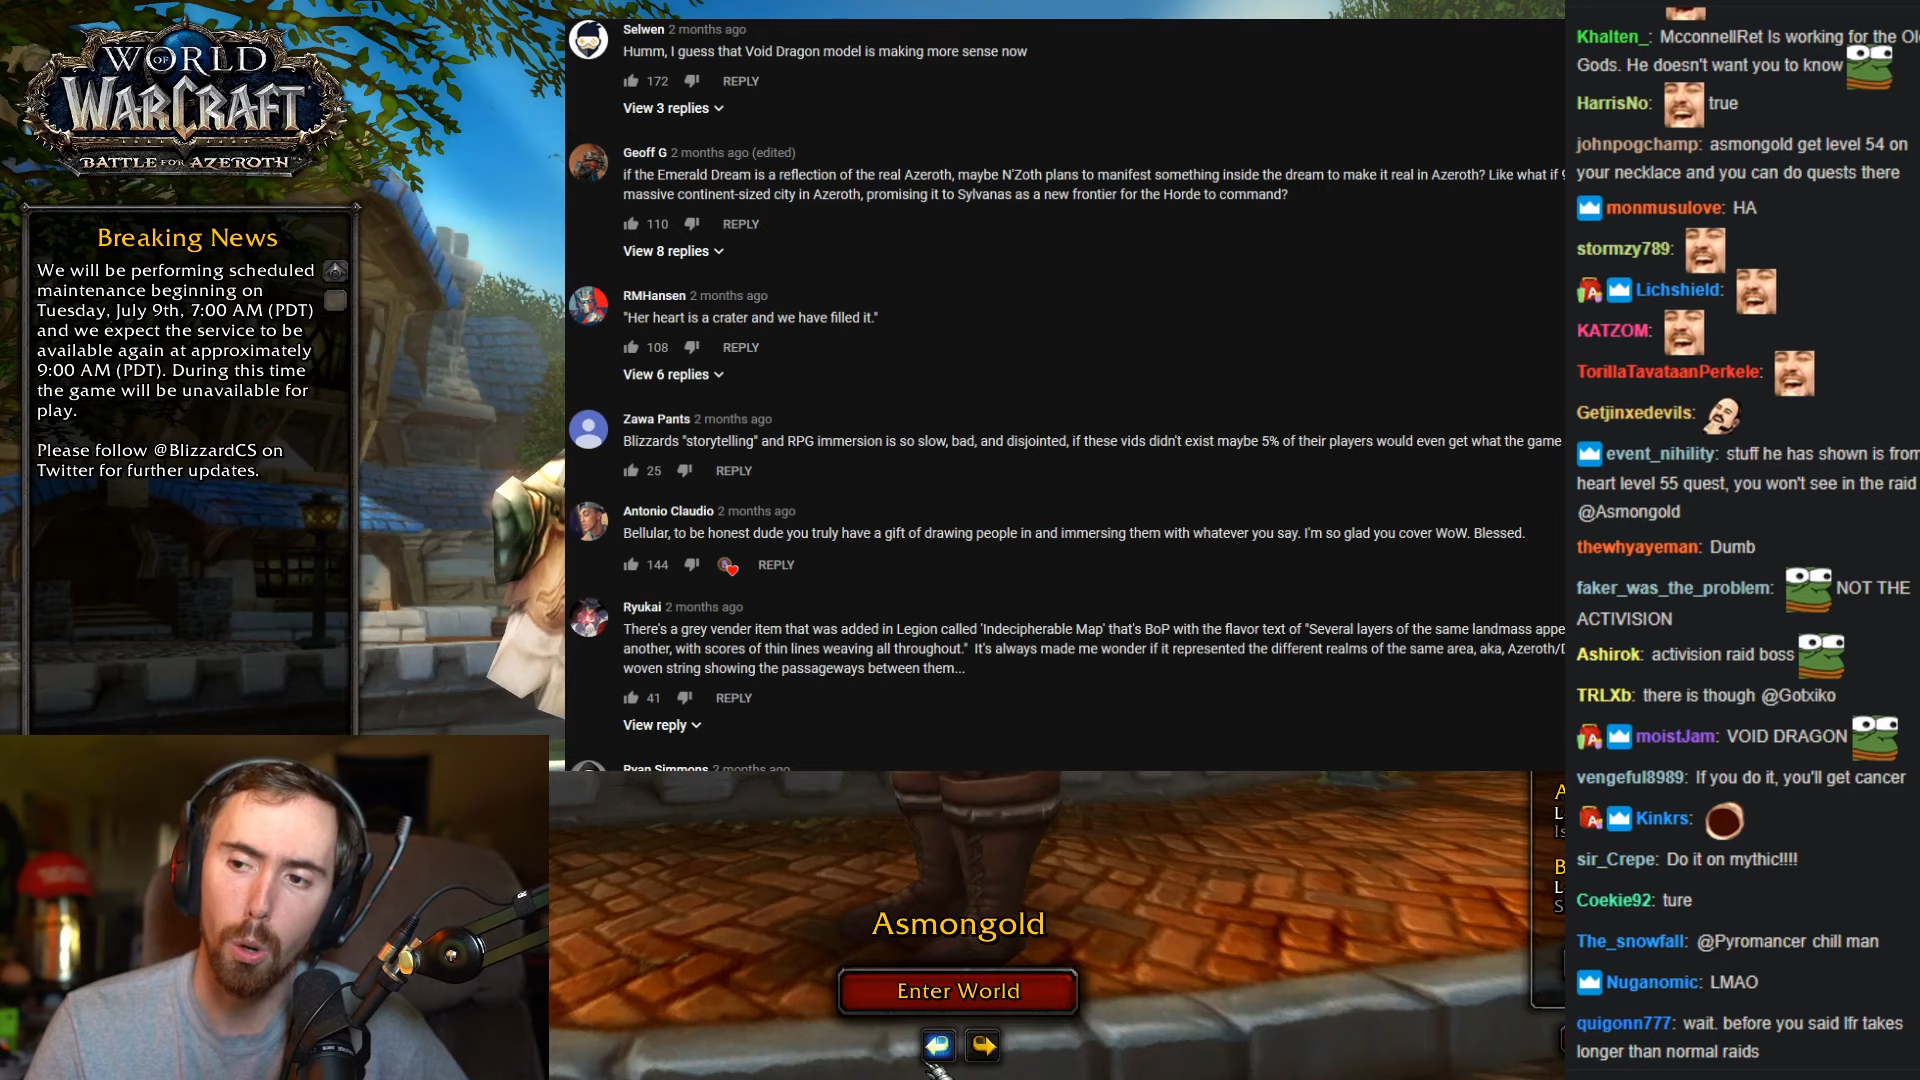 WORLD
OF
WARCRAFT
BATTLE FOR AZEROTH
Breaking News
We will be performing scheduled
maintenance beginning on
Tuesday, July 9th, 7:00 AM (PDT)
and we expect the service to be
available again at approximately
9:00 AM (PDT). During this time
the game will be unavailable for
play.
Please follow @BlizzardCS on
Twitter for further updates.
Selwen 2 months ago
Humm, I guess that Void Dragon model is making more sense now
172 REPLY
View 3 replies
Geoff G 2 months ago (edited)
if the Emerald Dream is a reflection of the real Azeroth, maybe N'Zoth plans to manifest something inside the dream to make it real in Azeroth? Like what if
massive continent-sized city in Azeroth, promising it to Sylvanas as a new frontier for the Horde to command?
110 REPLY
View 8 replies
RMHansen 2 months ago
"Her heart is a crater and we have filled it."
108 REPLY
View 6 replies
Zawa Pants 2 months ago
Blizzards "storytelling" and RPG immersion is so slow, bad, and disjointed, if these vids didn't exist maybe 5% of their players would even get what the game
25 REPLY
Antonio Claudio 2 months ago
Bellular, to be honest dude you truly have a gift of drawing people in and immersing them with whatever you say. I'm so glad you cover WoW. Blessed.
144 REPLY
Ryukai 2 months ago
There's a grey vender item that was added in Legion called 'Indecipherable Map' that's BoP with the flavor text of "Several layers of the same landmass appe
another, with scores of thin lines weaving all throughout." It's always made me wonder if it represented the different realms of the same area, aka, Azeroth/
woven string showing the passageways between them...
41 REPLY
View reply
Ryan Simmons 2 months ago
Asmongold
Enter World
Khalten_: McconnellRet Is working for the Ol
Gods. He doesn't want you to know
HarrisNo: true
johnpogchamp: asmongold get level 54 on
your necklace and you can do quests there
monmusulove: HA
stormzy789:
Lichshield:
KATZOM:
TorillaTavataanPerkele:
Getjinxedevils:
event_nihility: stuff he has shown is from
heart level 55 quest, you won't see in the raid
@Asmongold
thewhyayeman: Dumb
faker_was_the_problem: NOT THE
ACTIVISION
Ashirok: activision raid boss
TRLXb: there is though @Gotxiko
moistJam: VOID DRAGON
vengeful8989: If you do it, you'll get cancer
Kinkrs:
sir_Crepe: Do it on mythic!!!!
Coekie92: ture
The_snowfall: @Pyromancer chill man
Nuganomic: LMAO
quigonn777: wait. before you said lfr takes
longer than normal raids